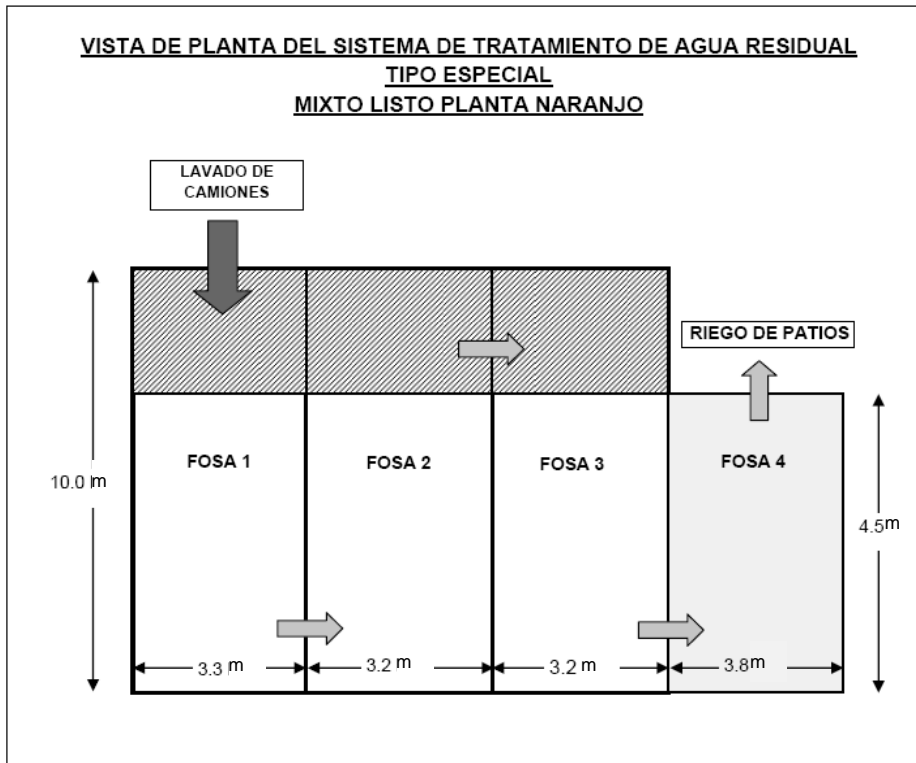 VISTA DE PLANTA DEL SISTEMA DE TRATAMIENTO DE AGUA RESIDUAL
TIPO ESPECIAL
MIXTO LISTO PLANTA NARANJO
LAVADO DE
CAMIONES
RIEGO DE PATIOS
FOSA 1
FOSA 2
FOSA 3
FOSA 4
10.0 m
4.5 m
3.3 m
3.2 m
3.2 m
3.8 m